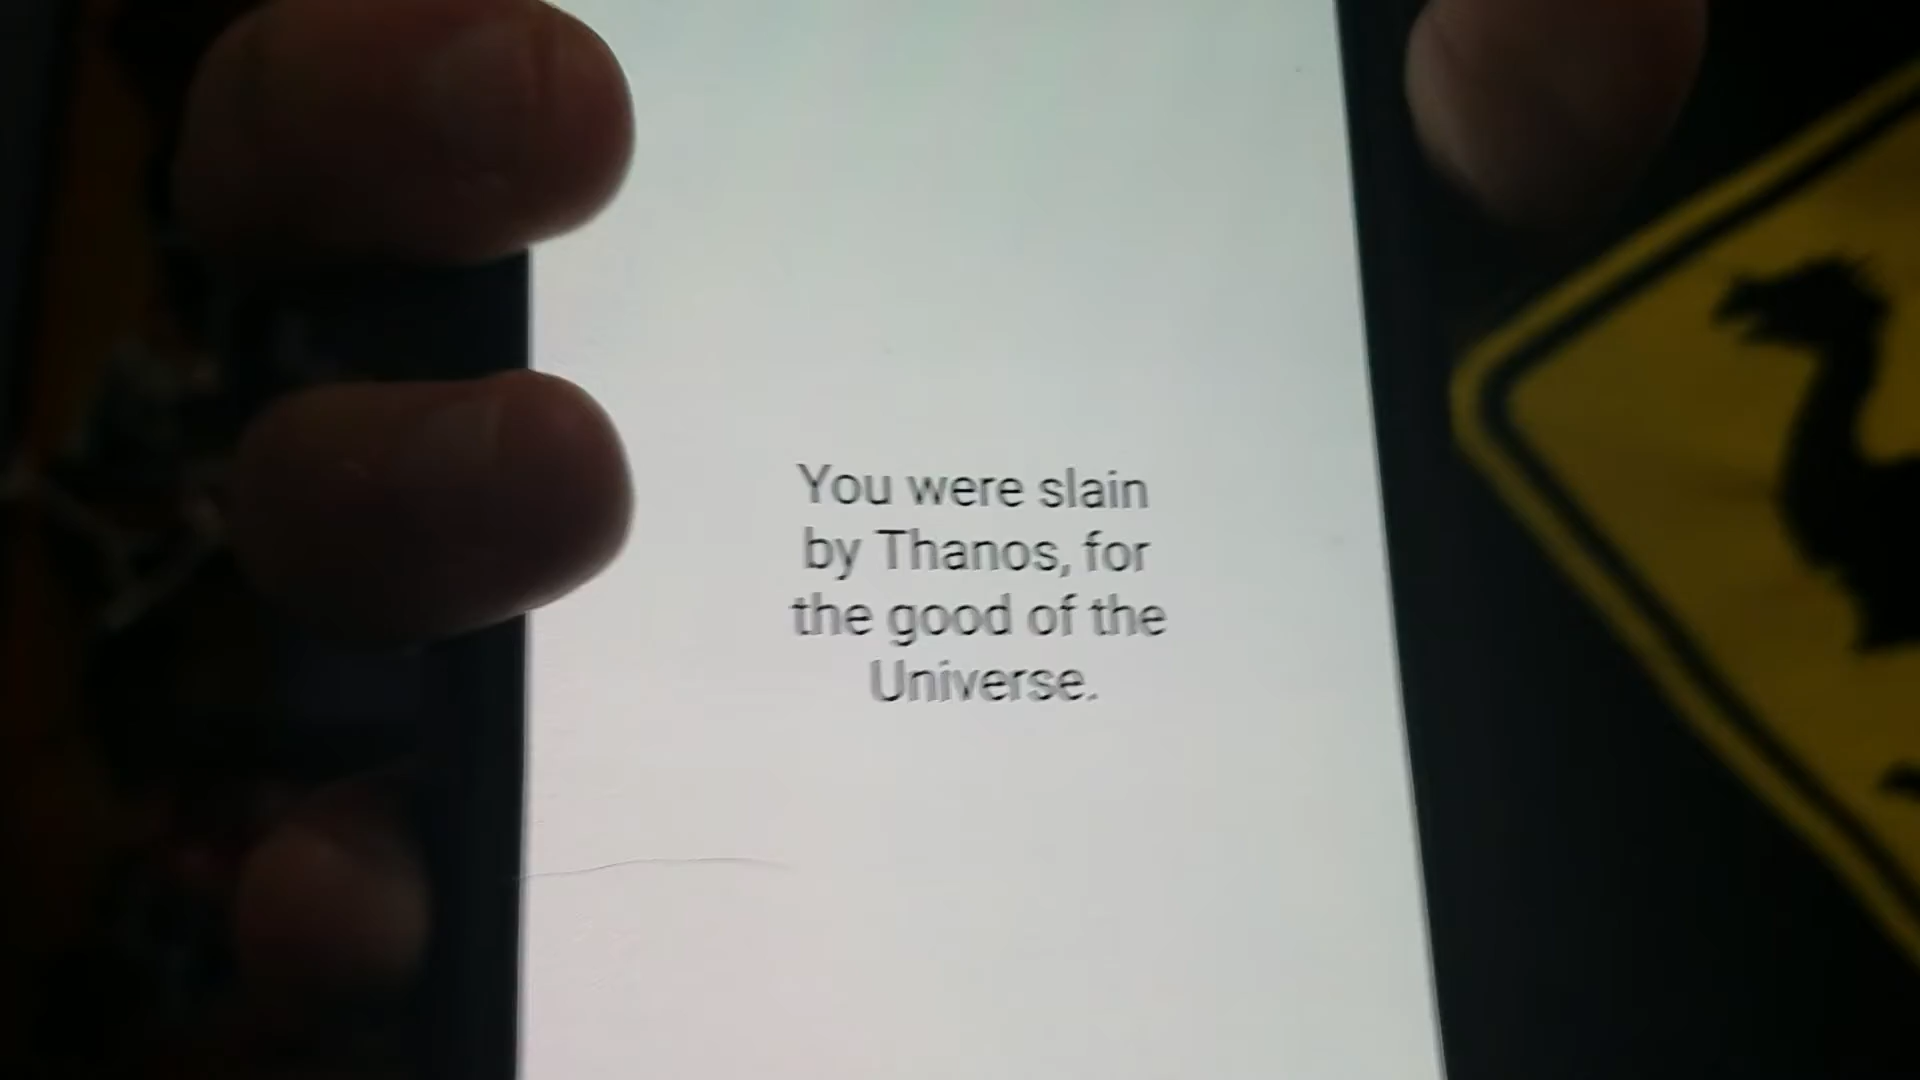 You were slain
by Thanos, for
the good of the
Universe.